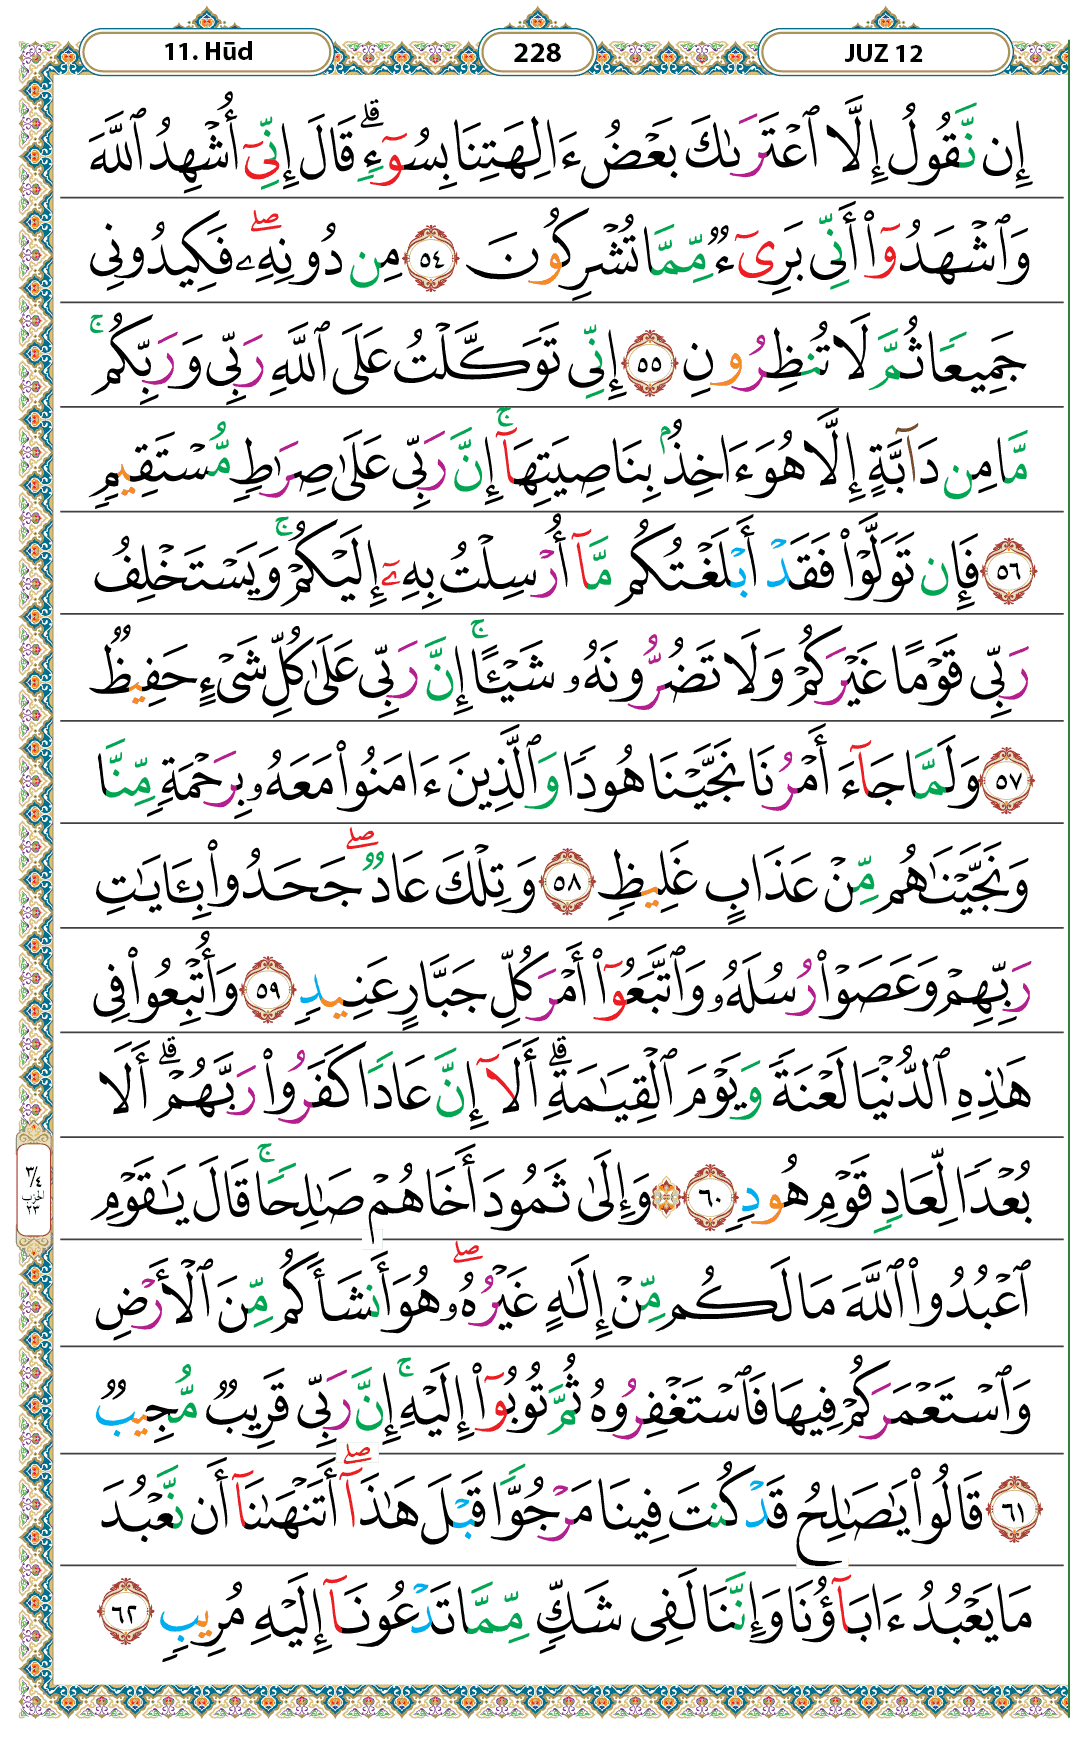 11. Hūd
228
JUZ 12
إِن نَّقُولُ إِلَّا ٱعۡتَرَىٰكَ بَعۡضُ ءَالِهَتِنَا بِسُوٓءٖۗ قَالَ إِنِّيٓ أُشۡهِدُ ٱللَّهَ
وَٱشۡهَدُوٓاْ أَنِّي بَرِيٓءٞ مِّمَّا تُشۡرِكُونَ ٥٤ مِن دُونِهِۦۖ فَكِيدُونِي
جَمِيعٗا ثُمَّ لَا تُنظِرُونِ ٥٥ إِنِّي تَوَكَّلۡتُ عَلَى ٱللَّهِ رَبِّي وَرَبِّكُمۚ
مَّا مِن دَآبَّةٍ إِلَّا هُوَ ءَاخِذُۢ بِنَاصِيَتِهَآۚ إِنَّ رَبِّي عَلَىٰ صِرَٰطٖ مُّسۡتَقِيمٖ
٥٦ فَإِن تَوَلَّوۡاْ فَقَدۡ أَبۡلَغۡتُكُم مَّآ أُرۡسِلۡتُ بِهِۦٓ إِلَيۡكُمۡۚ وَيَسۡتَخۡلِفُ
رَبِّي قَوۡمًا غَيۡرَكُمۡ وَلَا تَضُرُّونَهُۥ شَيۡـًٔاۚ إِنَّ رَبِّي عَلَىٰ كُلِّ شَيۡءٍ حَفِيظٞ
٥٧ وَلَمَّا جَآءَ أَمۡرُنَا نَجَّيۡنَا هُودٗا وَٱلَّذِينَ ءَامَنُواْ مَعَهُۥ بِرَحۡمَةٖ مِّنَّا
وَنَجَّيۡنَٰهُم مِّنۡ عَذَابٍ غَلِيظٖ ٥٨ وَتِلۡكَ عَادٞۖ جَحَدُواْ بِـَٔايَٰتِ
رَبِّهِمۡ وَعَصَوۡاْ رُسُلَهُۥ وَٱتَّبَعُوٓاْ أَمۡرَ كُلِّ جَبَّارٍ عَنِيدٖ ٥٩ وَأُتۡبِعُواْ فِي
هَٰذِهِ ٱلدُّنۡيَا لَعۡنَةٗ وَيَوۡمَ ٱلۡقِيَٰمَةِۗ أَلَآ إِنَّ عَادٗا كَفَرُواْ رَبَّهُمۡۗ أَلَا
بُعۡدٗا لِّعَادٖ قَوۡمِ هُودٖ ٦٠ ۞ وَإِلَىٰ ثَمُودَ أَخَاهُمۡ صَٰلِحٗاۚ قَالَ يَٰقَوۡمِ
ٱعۡبُدُواْ ٱللَّهَ مَا لَكُم مِّنۡ إِلَٰهٍ غَيۡرُهُۥۖ هُوَ أَنشَأَكُم مِّنَ ٱلۡأَرۡضِ
وَٱسۡتَعۡمَرَكُمۡ فِيهَا فَٱسۡتَغۡفِرُوهُ ثُمَّ تُوبُوٓاْ إِلَيۡهِۚ إِنَّ رَبِّي قَرِيبٞ مُّجِيبٞ
٦١ قَالُواْ يَٰصَٰلِحُ قَدۡ كُنتَ فِينَا مَرۡجُوّٗا قَبۡلَ هَٰذَآۖ أَتَنۡهَىٰنَآ أَن نَّعۡبُدَ
مَا يَعۡبُدُ ءَابَآؤُنَا وَإِنَّنَا لَفِي شَكّٖ مِّمَّا تَدۡعُونَآ إِلَيۡهِ مُرِيبٖ ٦٢
٣/٤
الحزب
٢٣